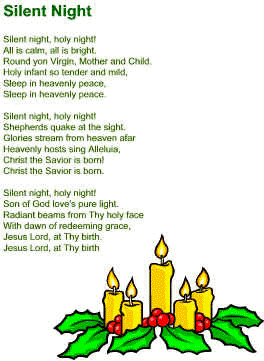 Silent Night
Silent night, holy night!
All is calm, all is bright.
Round yon Virgin, Mother and Child.
Holy infant so tender and mild,
Sleep in heavenly peace,
Sleep in heavenly peace.
Silent night, holy night!
Shepherds quake at the sight.
Glories stream from heaven afar
Heavenly hosts sing Alleluia,
Christ the Savior is born!
Christ the Savior is born.
Silent night, holy night!
Son of God love's pure light.
Radiant beams from Thy holy face
With dawn of redeeming grace,
Jesus Lord, at Thy birth.
Jesus Lord, at Thy birth